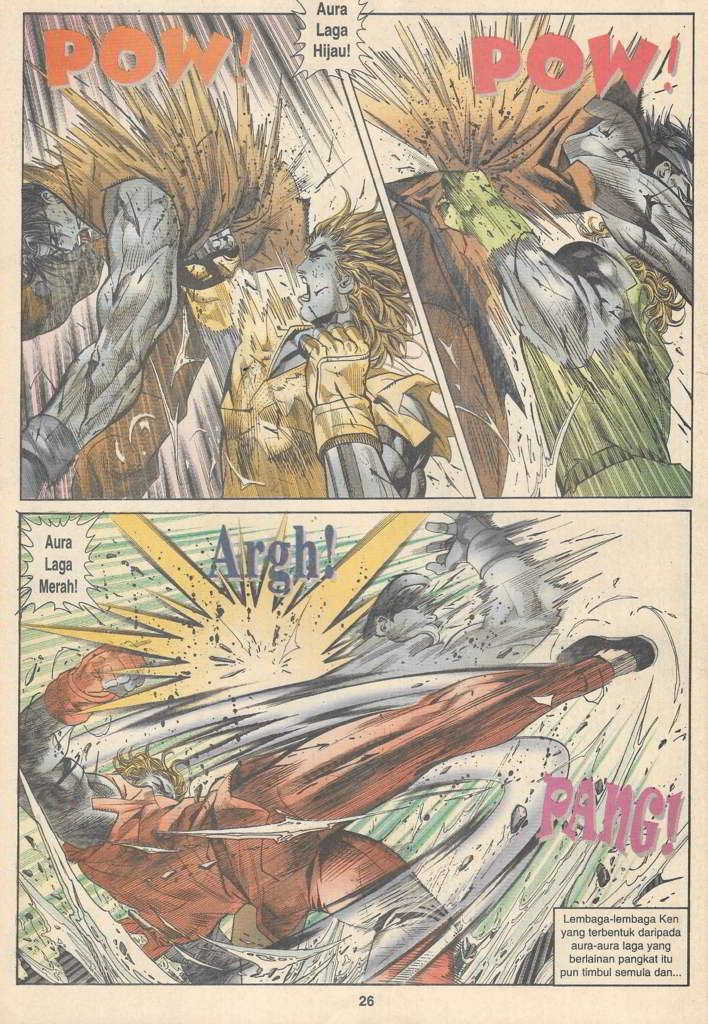 POW!
Aura
Laga
Hijau!
POW!
Aura
Laga
Merah!
Argh!
PANG!
Lembaga-lembaga Ken
yang terbentuk daripada
aura-aura laga yang
berlainan pangkat itu
pun timbul semula dan...
26